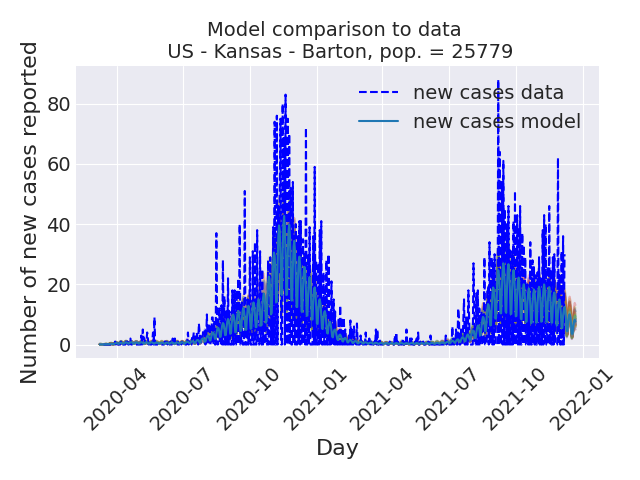 Model comparison to data
US - Kansas - Barton, pop. = 25779
Number of new cases reported
80
60
40
20
0
new cases data
new cases model
2020-04
2020-07
2020-10
2021-01
2021-04
2021-07
2021-10
2022-01
Day